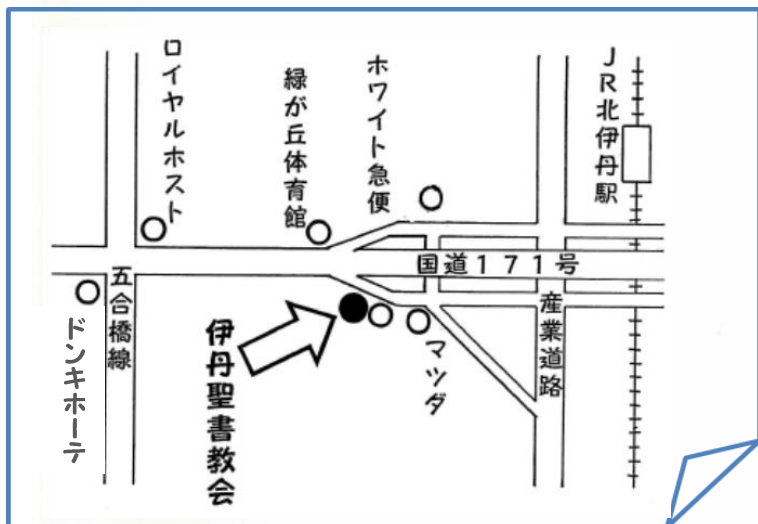 ロイヤルホスト
緑が丘体育館
ホワイト急便
JR北伊丹駅
国道171号
五合橋線
ドンキホーテ
伊丹聖書教会
マツダ
産業道路